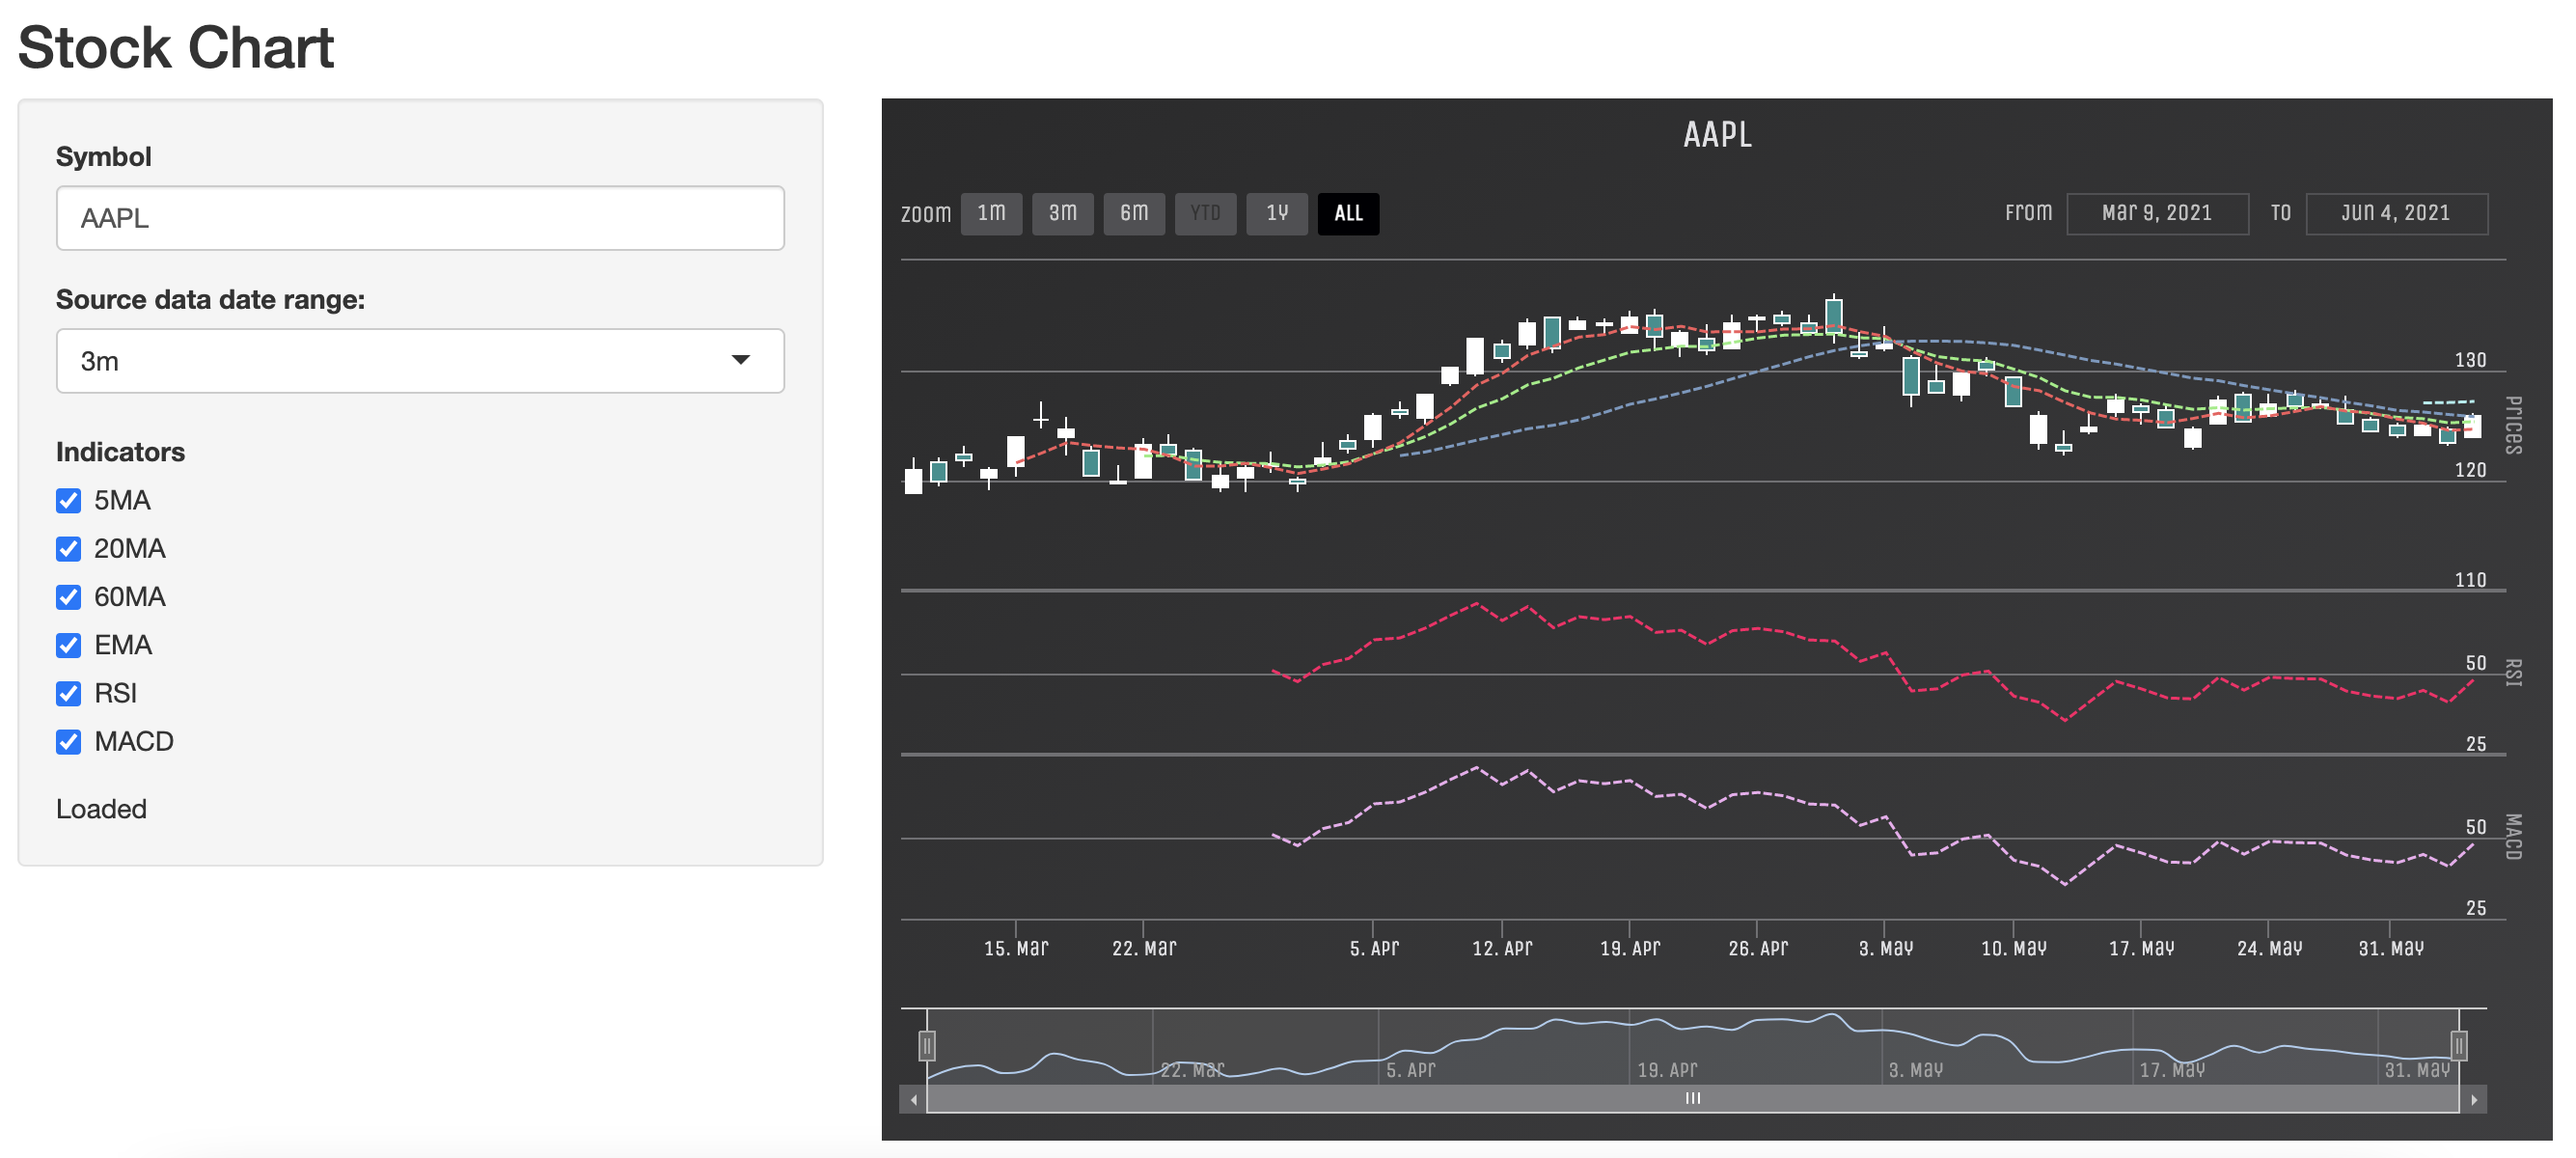 Stock Chart
Symbol
AAPL
Source data date range:
3m
Indicators
5MA
20MA
60MA
EMA
RSI
MACD
Loaded
AAPL
Zoom 1m 3m 6m YTD 1y All
From Mar 9, 2021 To Jun 4, 2021
130
Prices
120
110
50
RSI
25
50
MACD
25
15. Mar 22. Mar 5. Apr 12. Apr 19. Apr 26. Apr 3. May 10. May 17. May 24. May 31. May
22. Mar 5. Apr 19. Apr 3. May 17. May 31. May